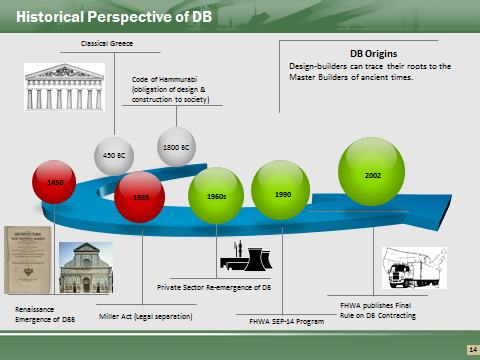 Historical Perspective of DB
Classical Greece
DB Origins
Design-builders can trace their roots to the
Master Builders of ancient times.
Code of Hammurabi
(obligation of design &
construction to society)
450 BC
1800 BC
1450
1935
1960s
1990
2002
Renaissance
Emergence of DBB
Miller Act (Legal separation)
Private Sector Re-emergence of DB
FHWA SEP-14 Program
FHWA publishes Final
Rule on DB Contracting
14